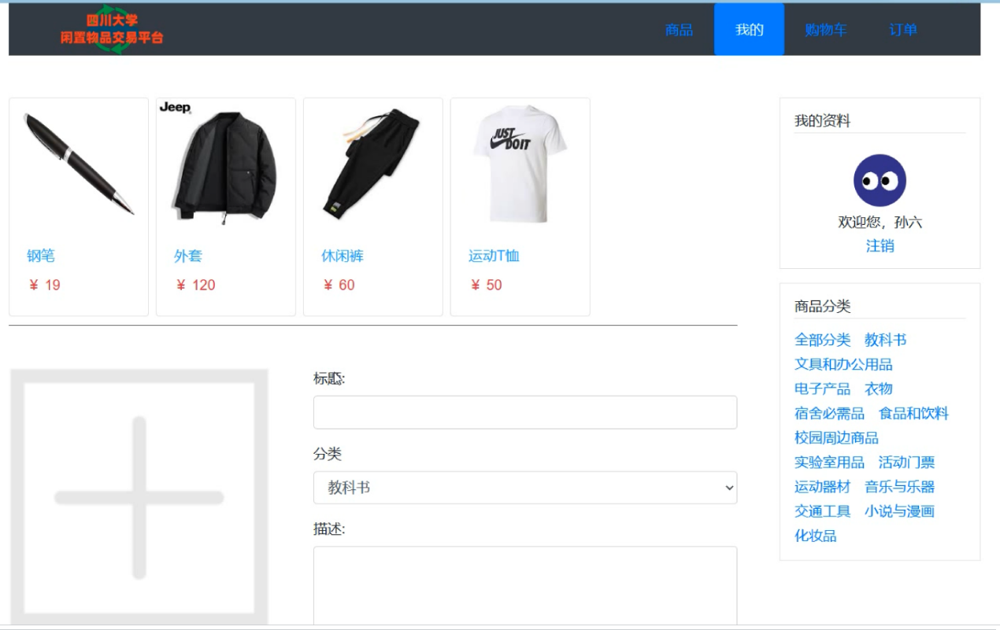 四川大学
闲置物品交易平台
商品 我的 购物车 订单
Jeep
JUST
DO IT
钢笔 外套 休闲裤 运动T恤
¥ 19 ¥ 120 ¥ 60 ¥ 50
标题:
分类
教科书
描述:
我的资料
欢迎您，孙六
注销
商品分类
全部分类 教科书
文具和办公用品
电子产品 衣物
宿舍必需品 食品和饮料
校园周边商品
实验室用品 活动门票
运动器材 音乐与乐器
交通工具 小说与漫画
化妆品